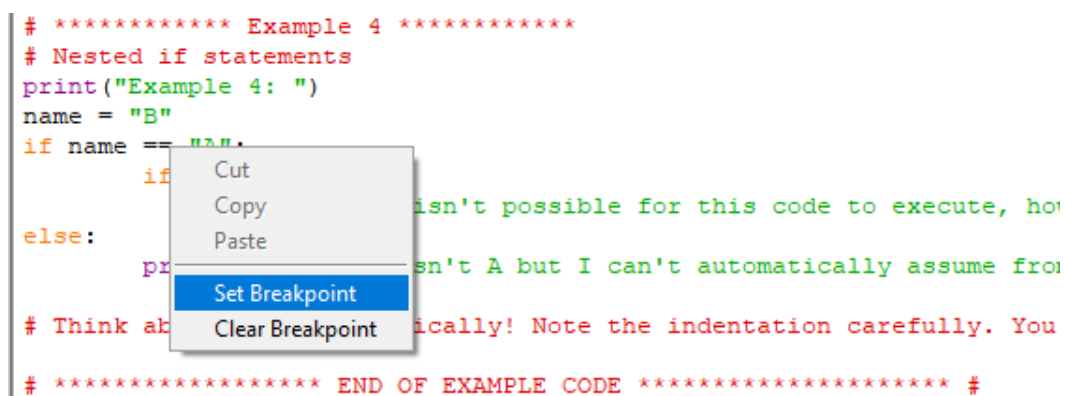 # ************ Example 4 ************
# Nested if statements
print("Example 4: ")
name = "B"
if name == "A":
if
isn't possible for this code to execute, how
else:
pr sn't A but I can't automatically assume from
# Think ab ically! Note the indentation carefully. You
# ******************* END OF EXAMPLE CODE ********************** #
Cut
Copy
Paste
Set Breakpoint
Clear Breakpoint